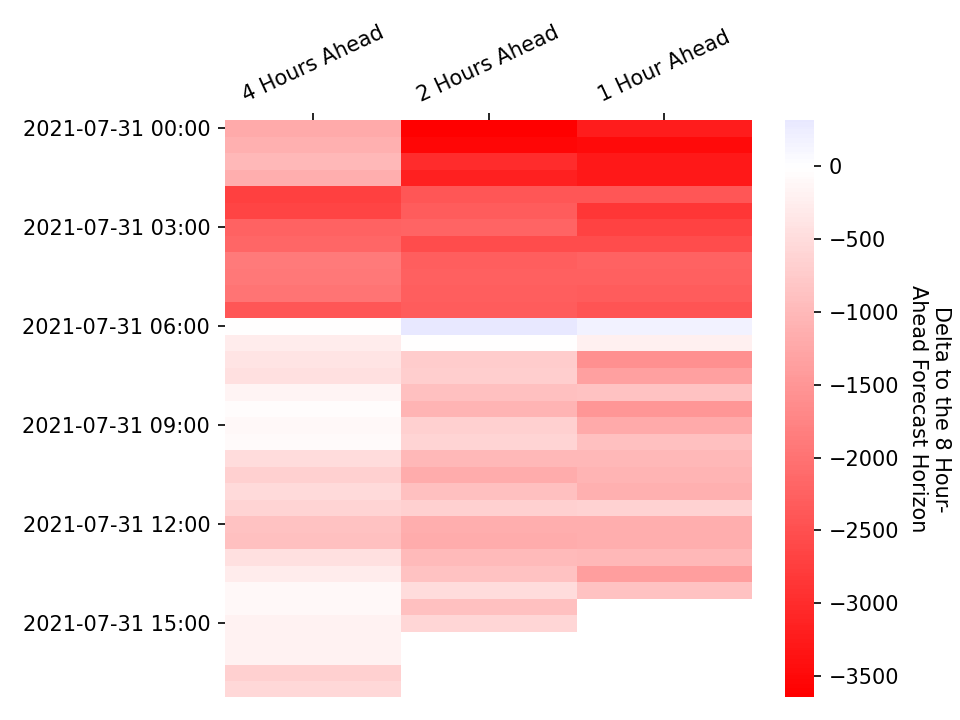 4 Hours Ahead
2 Hours Ahead
1 Hour Ahead
2021-07-31 00:00
2021-07-31 03:00
2021-07-31 06:00
2021-07-31 09:00
2021-07-31 12:00
2021-07-31 15:00
0
−500
−1000
−1500
−2000
−2500
−3000
−3500
Delta to the 8 Hour-
Ahead Forecast Horizon